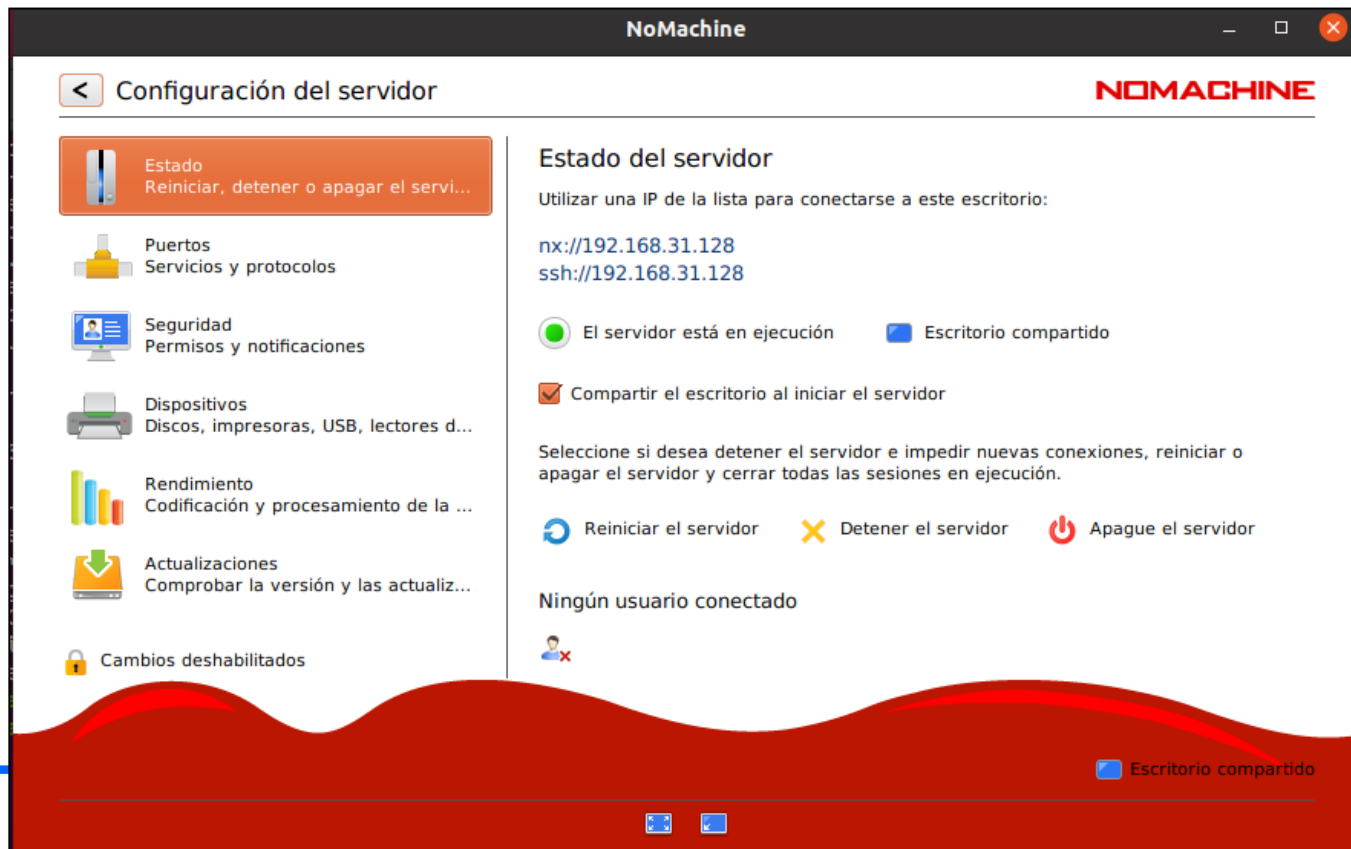 NoMachine
Configuración del servidor
NOMACHINE
Estado
Reiniciar, detener o apagar el servi...
Puertos
Servicios y protocolos
Seguridad
Permisos y notificaciones
Dispositivos
Discos, impresoras, USB, lectores d...
Rendimiento
Codificación y procesamiento de la ...
Actualizaciones
Comprobar la versión y las actualiz...
Cambios deshabilitados
Estado del servidor
Utilizar una IP de la lista para conectarse a este escritorio:
nx://192.168.31.128
ssh://192.168.31.128
El servidor está en ejecución
Escritorio compartido
Compartir el escritorio al iniciar el servidor
Seleccione si desea detener el servidor e impedir nuevas conexiones, reiniciar o
apagar el servidor y cerrar todas las sesiones en ejecución.
Reiniciar el servidor
Detener el servidor
Apague el servidor
Ningún usuario conectado
Escritorio compartido